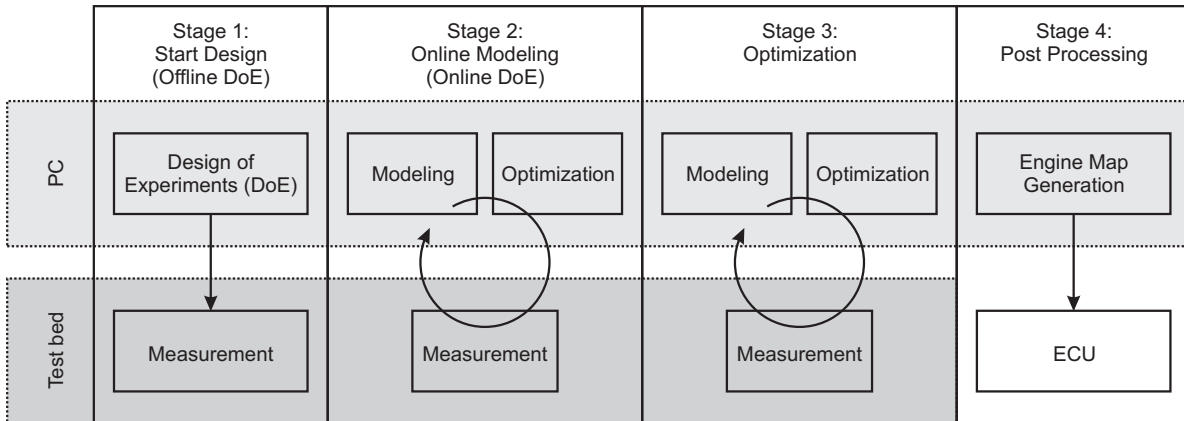 Stage 1:
Start Design
(Offline DoE)
Stage 2:
Online Modeling
(Online DoE)
Stage 3:
Optimization
Stage 4:
Post Processing
PC
Design of
Experiments (DoE)
Modeling
Optimization
Modeling
Optimization
Engine Map
Generation
Test bed
Measurement
Measurement
Measurement
ECU